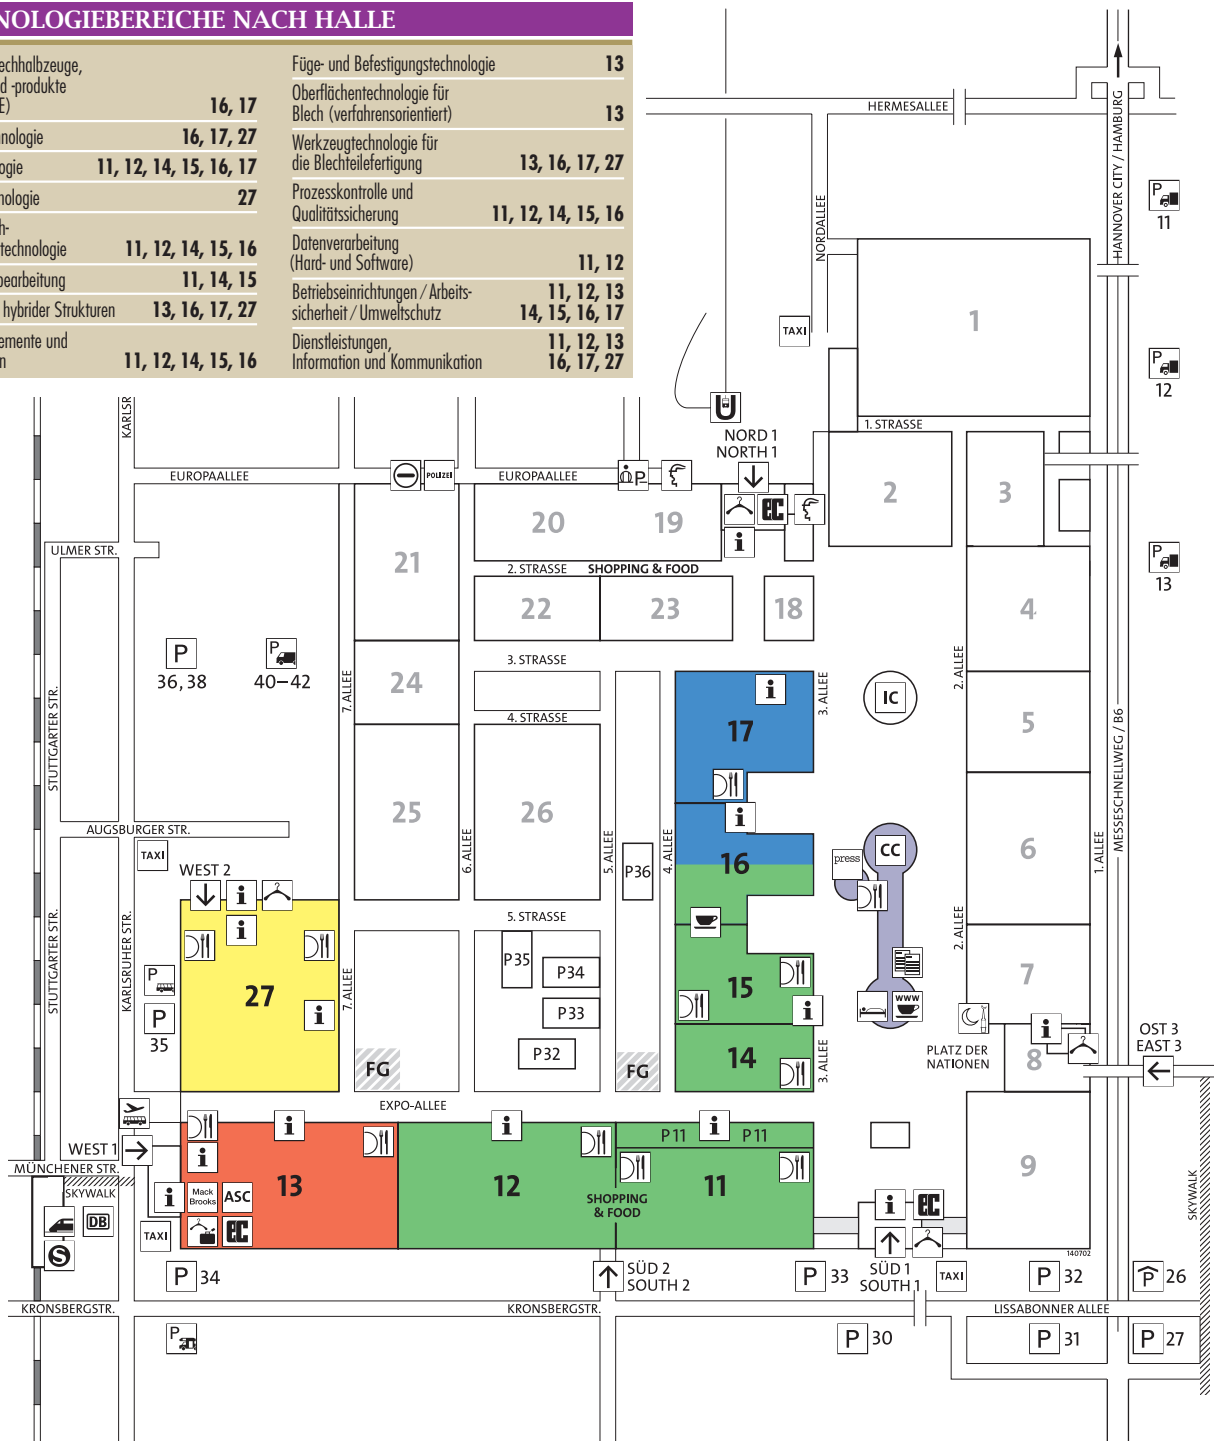 NOLOGIEBEREICHE NACH HALLE
echhalbzeuge,
d -produkte
E) 16, 17
nologie 16, 17, 27
ogie 11, 12, 14, 15, 16, 17
nologie 27
h-
technologie 11, 12, 14, 15, 16
bearbeitung 11, 14, 15
hybrider Strukturen 13, 16, 17, 27
emente und
n 11, 12, 14, 15, 16
Füge- und Befestigungstechnologie 13
Oberflächentechnologie für
Blech (verfahrensorientiert) 13
Werkzeugtechnologie für
die Blechteilefertigung 13, 16, 17, 27
Prozesskontrolle und
Qualitätssicherung 11, 12, 14, 15, 16
Datenverarbeitung
(Hard- und Software) 11, 12
Betriebseinrichtungen / Arbeits- 11, 12, 13
sicherheit / Umweltschutz 14, 15, 16, 17
Dienstleistungen, 11, 12, 13
Information und Kommunikation 16, 17, 27
HERMESALLEE
HANNOVER CITY / HAMBURG
NORDALLEE
P
11
1
TAXI
P
12
U
KARLSR
1. STRASSE
NORD 1
NORTH 1
EUROPAALLEE
POLIZEI
EUROPAALLEE
P
2
3
20
19
EC
i
21
ULMER STR.
2. STRASSE
SHOPPING & FOOD
P
13
22
23
18
4
P
36, 38
P
40–42
3. STRASSE
7. ALLEE
24
3. ALLEE
2. ALLEE
i
IC
4. STRASSE
STUTTGARTER STR.
17
5
MESSESCHNELLWEG / B6
25
26
i
AUGSBURGER STR.
TAXI
6. ALLEE
5. ALLEE
P36
4. ALLEE
16
press
CC
6
1. ALLEE
WEST 2
i
i
5. STRASSE
STUTTGARTER STR.
KARLSRUHER STR.
2. ALLEE
P35
P34
P
27
7. ALLEE
15
7
P33
www
P
35
i
i
i
OST 3
EAST 3
P32
14
3. ALLEE
PLATZ DER
NATIONEN
8
FG
FG
EXPO-ALLEE
i
i
P 11
i
P 11
WEST 1
i
MÜNCHENER STR.
SKYWALK
13
12
11
9
SKYWALK
i
Mack
Brooks
ASC
SHOPPING
& FOOD
i
EC
DB
TAXI
EC
S
140702
P 34
SÜD 2
SOUTH 2
P 33
SÜD 1
SOUTH 1
TAXI
P 32
P 26
KRONSBERGSTR.
KRONSBERGSTR.
LISSABONNER ALLEE
P
P 30
P 31
P 27